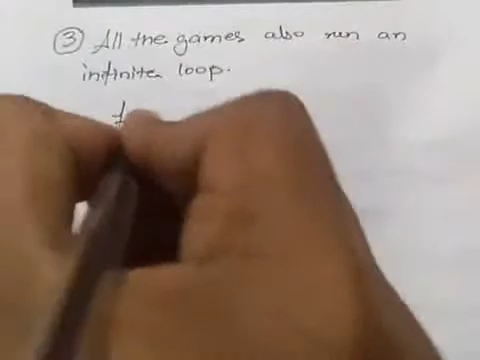 ③ All the games also run an
infinite loop.
f